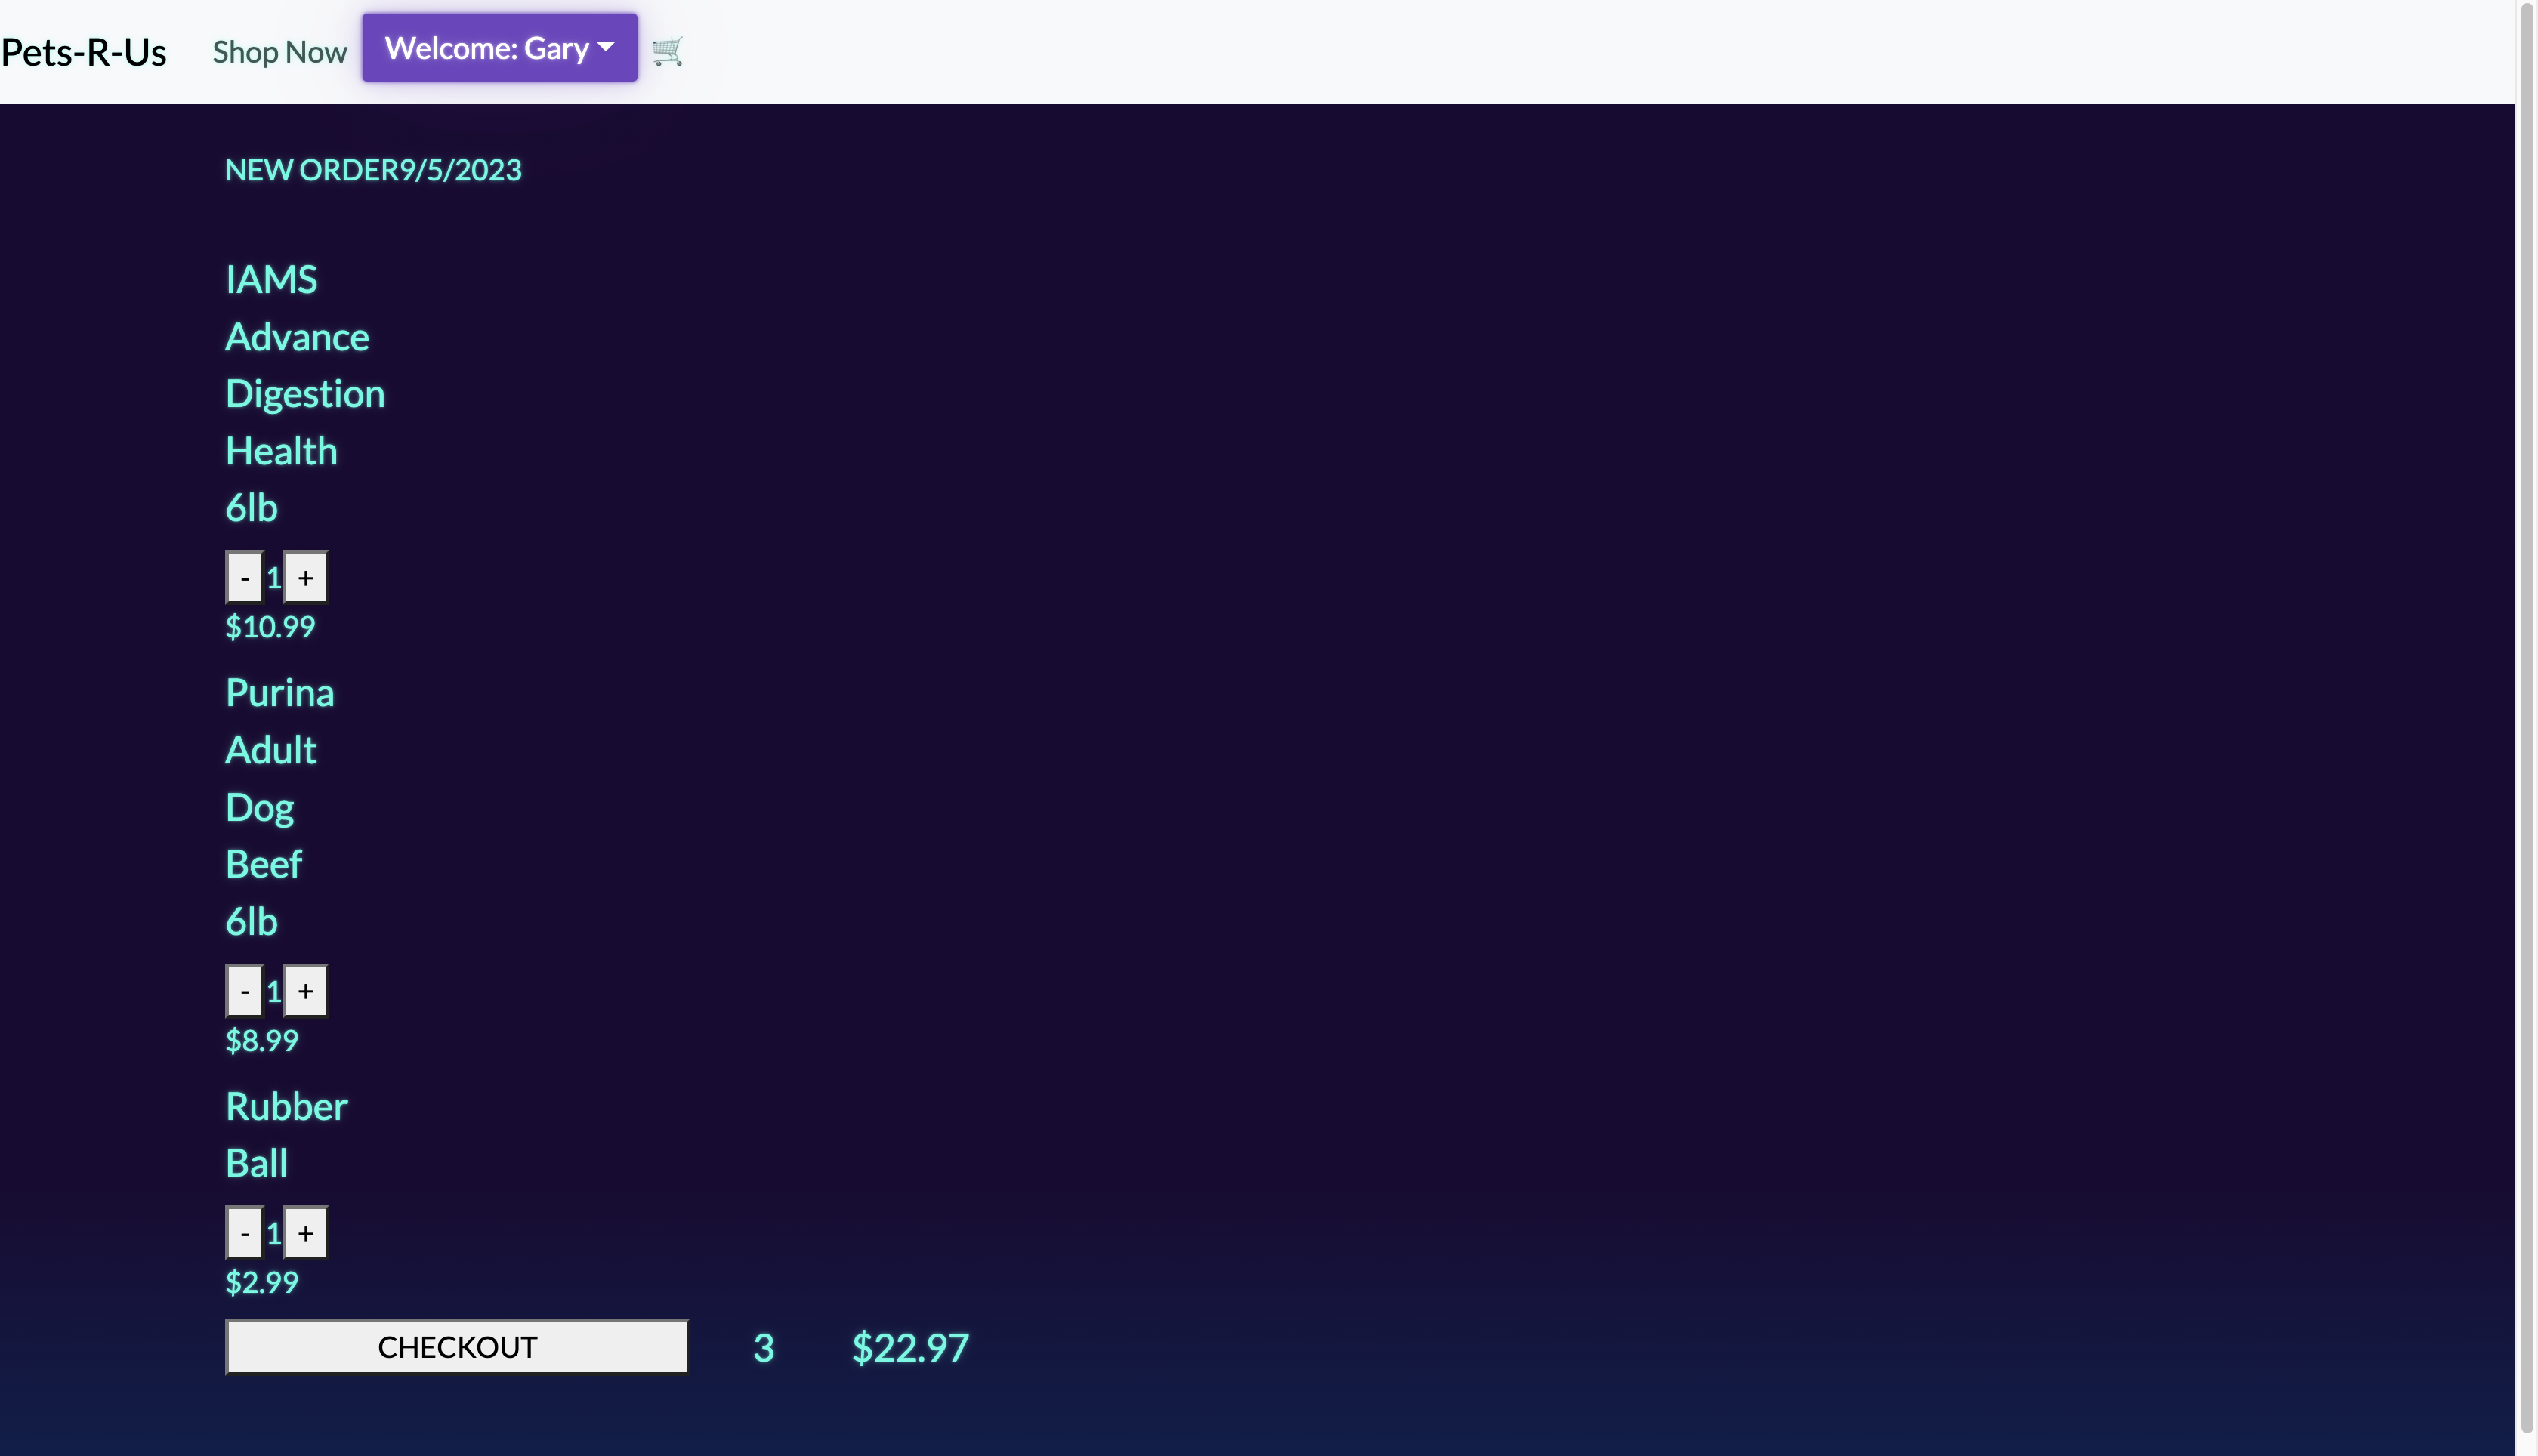 Pets-R-Us Shop Now Welcome: Gary
NEW ORDER9/5/2023
IAMS
Advance
Digestion
Health
6lb
- 1 +
$10.99
Purina
Adult
Dog
Beef
6lb
- 1 +
$8.99
Rubber
Ball
- 1 +
$2.99
CHECKOUT 3 $22.97